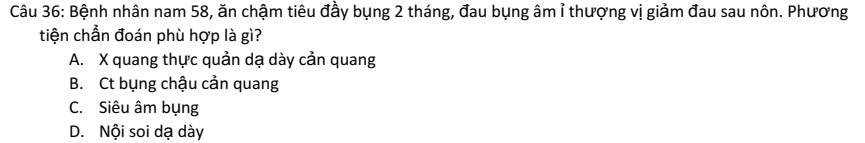 Câu 36: Bệnh nhân nam 58, ăn chậm tiêu đầy bụng 2 tháng, đau bụng âm ỉ thượng vị giảm đau sau nôn. Phương
tiện chẩn đoán phù hợp là gì?
A. X quang thực quản dạ dày cản quang
B. Ct bụng chậu cản quang
C. Siêu âm bụng
D. Nội soi dạ dày